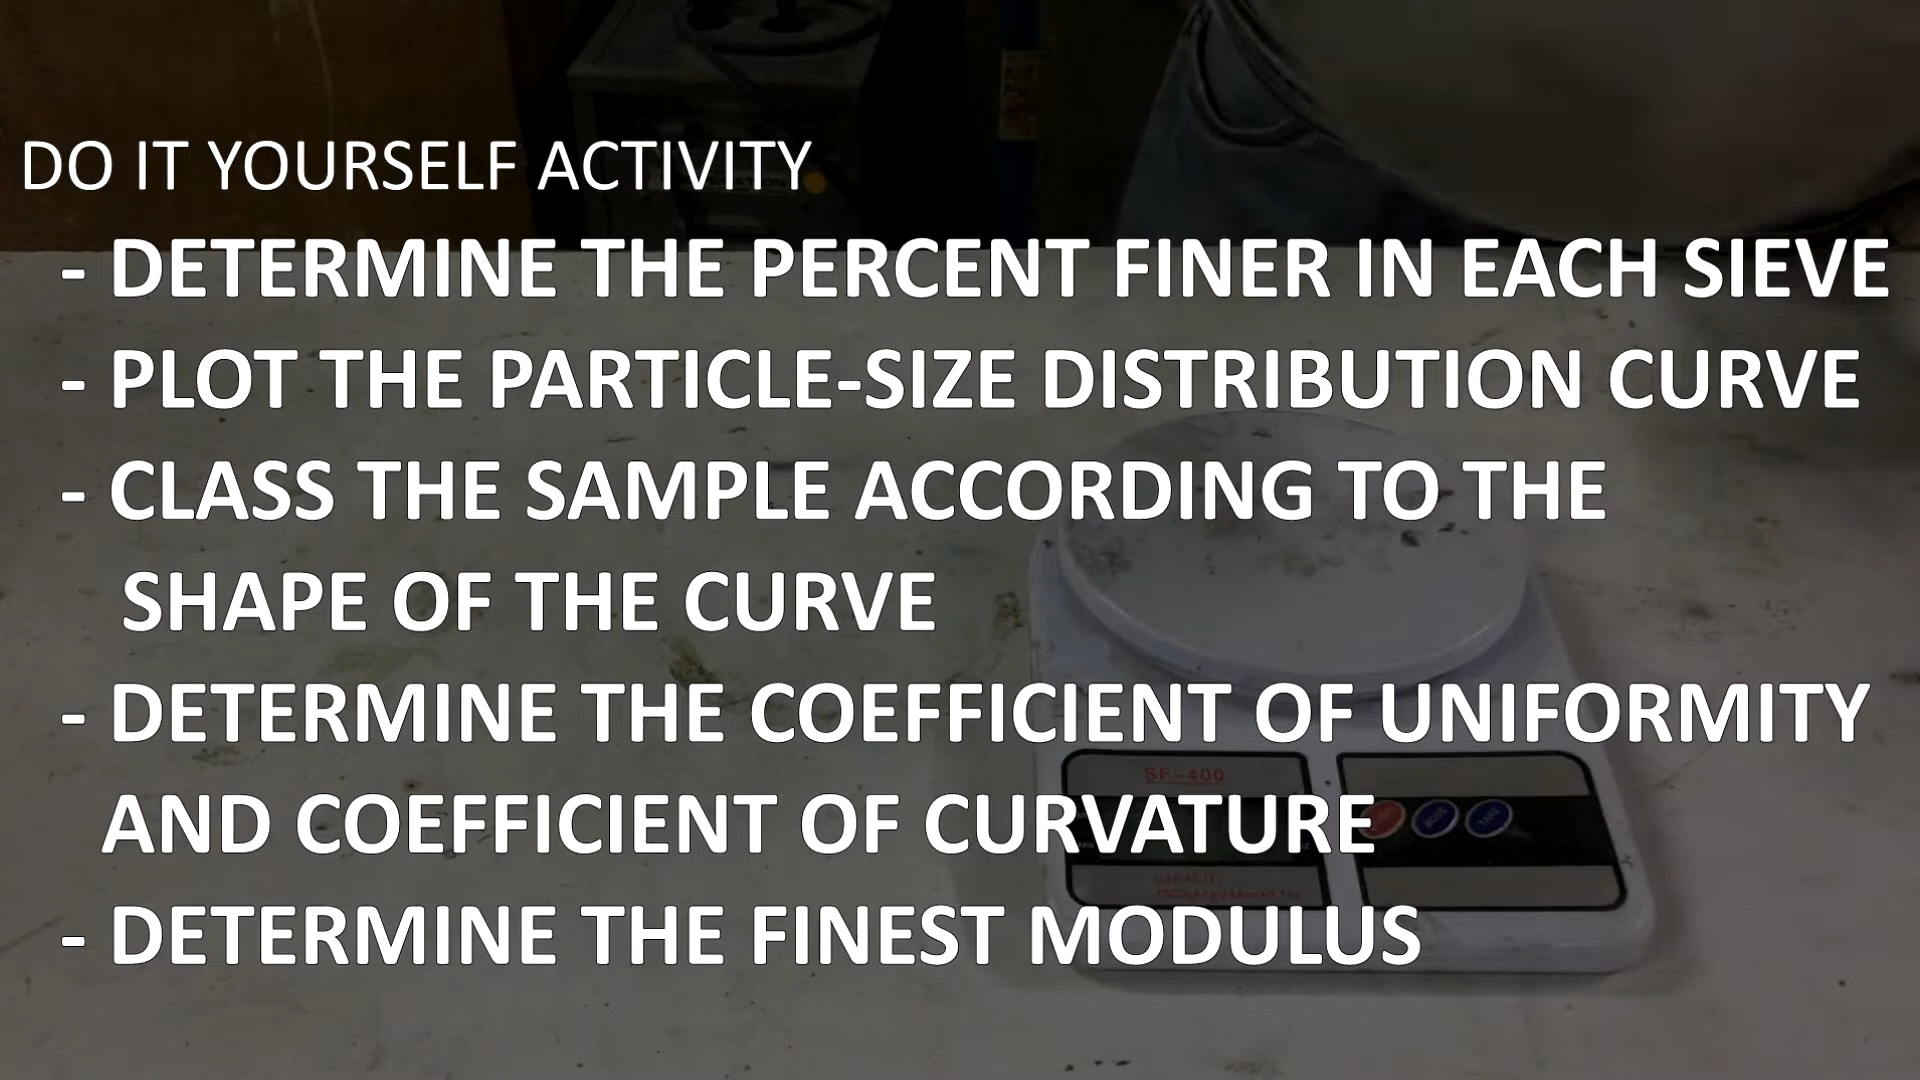 DO IT YOURSELF ACTIVITY
- DETERMINE THE PERCENT FINER IN EACH SIEVE
- PLOT THE PARTICLE-SIZE DISTRIBUTION CURVE
- CLASS THE SAMPLE ACCORDING TO THE
SHAPE OF THE CURVE
- DETERMINE THE COEFFICIENT OF UNIFORMITY
SF-400
AND COEFFICIENT OF CURVATURE
CAPACITY
- DETERMINE THE FINEST MODULUS